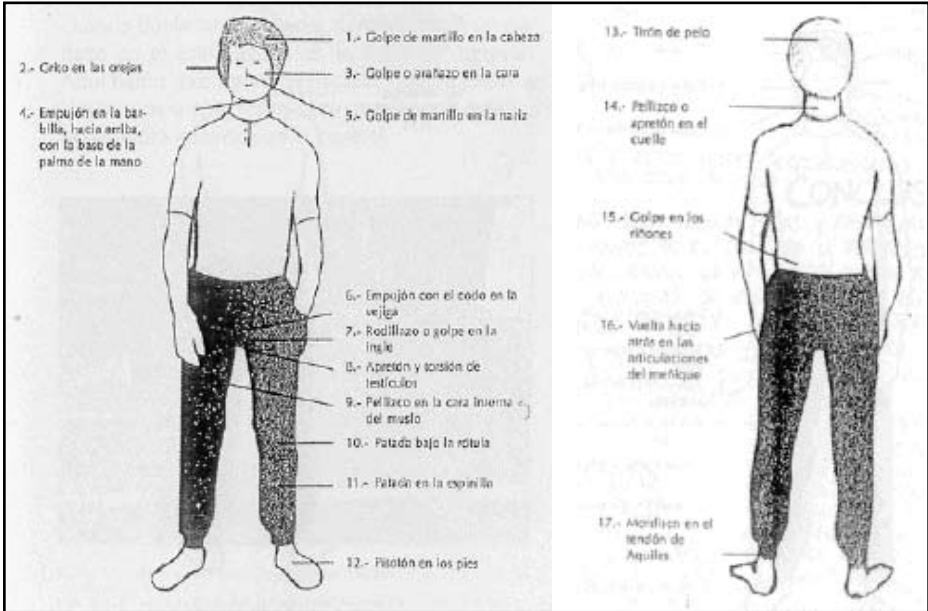 1.- Golpe de martillo en la cabeza
2.- Grito en las orejas
3.- Golpe o arañazo en la cara
4.- Empujón en la bar-
billa, hacia arriba,
con la base de la
palma de la mano
5.- Golpe de martillo en la nariz
6.- Empujón con el codo en la
vejiga
7.- Rodillazo o golpe en la
ingle
8.- Apretón y torsión de
testículos
9.- Pellizco en la cara interna
del muslo
10.- Patada bajo la rótula
11.- Patada en la espinilla
12.- Pisotón en los pies
13.- Tirón de pelo
14.- Pellizco o
apretón en el
cuello
15.- Golpe en los
riñones
16.- Vuelta hacia
atrás en las
articulaciones
del meñique
17.- Mordisco en el
tendón de
Aquiles